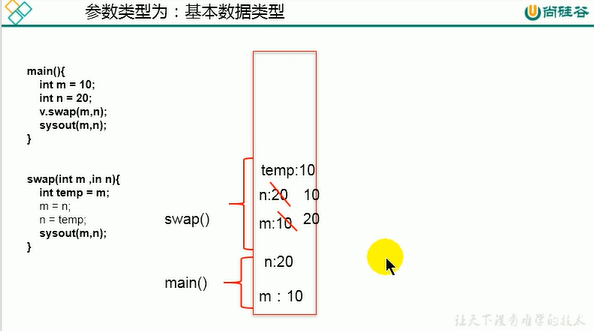 参数类型为：基本数据类型
尚硅谷
main(){
int m = 10;
int n = 20;
v.swap(m,n);
sysout(m,n);
}
swap(int m ,in n){
int temp = m;
m = n;
n = temp;
sysout(m,n);
}
swap()
main()
temp:10
n:20 10
m:10 20
n:20
m：10
让天下没有难学的技术